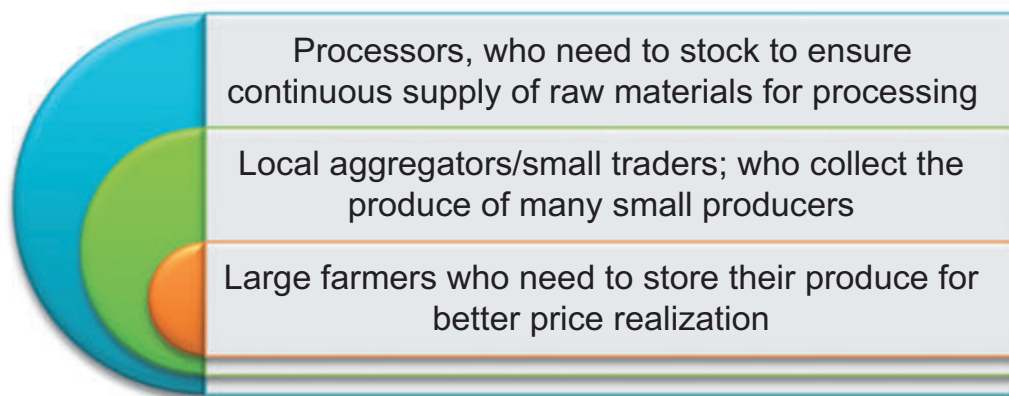 Processors, who need to stock to ensure
continuous supply of raw materials for processing
Local aggregators/small traders; who collect the
produce of many small producers
Large farmers who need to store their produce for
better price realization